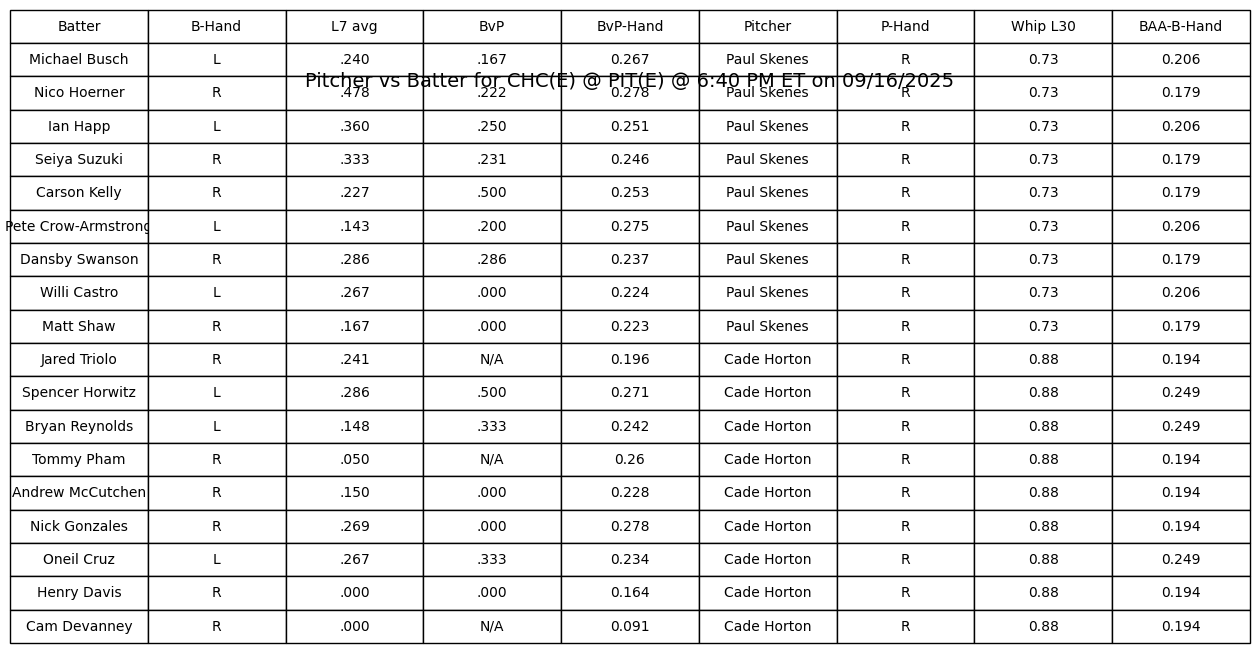 Batter B-Hand L7 avg BvP BvP-Hand Pitcher P-Hand Whip L30 BAA-B-Hand
Michael Busch L .240 .167 0.267 Paul Skenes R 0.73 0.206
Pitcher vs Batter for CHC(E) @ PIT(E) @ 6:40 PM ET on 09/16/2025
Nico Hoerner R .478 .222 0.278 Paul Skenes R 0.73 0.179
Ian Happ L .360 .250 0.251 Paul Skenes R 0.73 0.206
Seiya Suzuki R .333 .231 0.246 Paul Skenes R 0.73 0.179
Carson Kelly R .227 .500 0.253 Paul Skenes R 0.73 0.179
Pete Crow-Armstrong L .143 .200 0.275 Paul Skenes R 0.73 0.206
Dansby Swanson R .286 .286 0.237 Paul Skenes R 0.73 0.179
Willi Castro L .267 .000 0.224 Paul Skenes R 0.73 0.206
Matt Shaw R .167 .000 0.223 Paul Skenes R 0.73 0.179
Jared Triolo R .241 N/A 0.196 Cade Horton R 0.88 0.194
Spencer Horwitz L .286 .500 0.271 Cade Horton R 0.88 0.249
Bryan Reynolds L .148 .333 0.242 Cade Horton R 0.88 0.249
Tommy Pham R .050 N/A 0.26 Cade Horton R 0.88 0.194
Andrew McCutchen R .150 .000 0.228 Cade Horton R 0.88 0.194
Nick Gonzales R .269 .000 0.278 Cade Horton R 0.88 0.194
Oneil Cruz L .267 .333 0.234 Cade Horton R 0.88 0.249
Henry Davis R .000 .000 0.164 Cade Horton R 0.88 0.194
Cam Devanney R .000 N/A 0.091 Cade Horton R 0.88 0.194